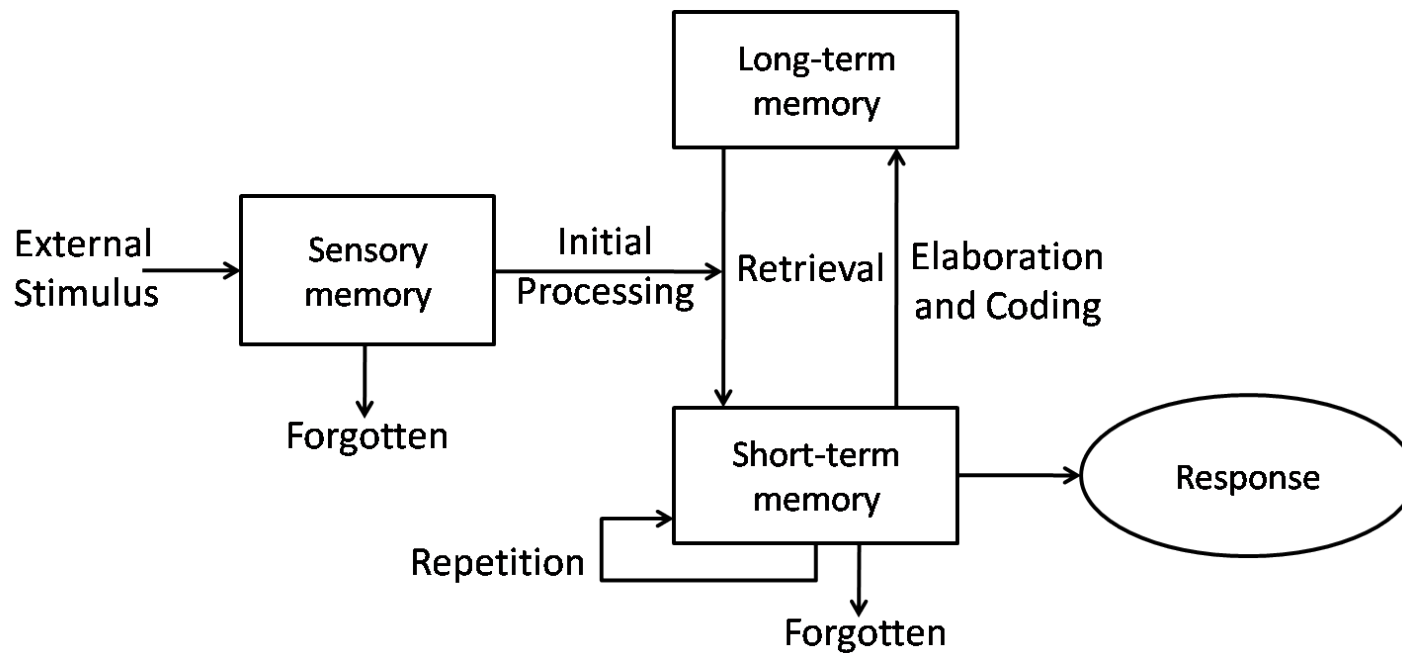 Long-term
memory
External
Stimulus
Sensory
memory
Initial
Processing
Retrieval
Elaboration
and Coding
Forgotten
Short-term
memory
Response
Repetition
Forgotten